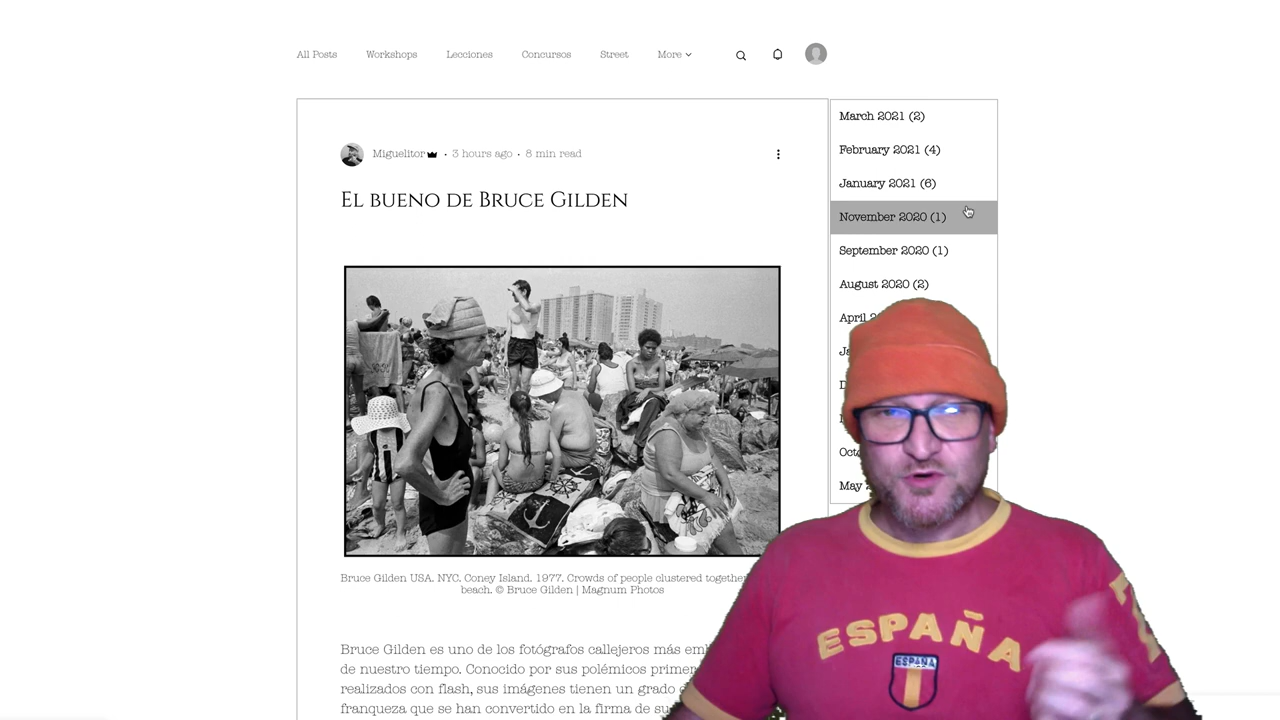 All Posts Workshops Lecciones Concursos Street More
Miguelitor · 3 hours ago · 8 min read
El bueno de Bruce Gilden
Bruce Gilden USA. NYC. Coney Island. 1977. Crowds of people clustered together
beach. © Bruce Gilden | Magnum Photos
Bruce Gilden es uno de los fotógrafos callejeros más
de nuestro tiempo. Conocido por sus polémicos
realizados con flash, sus imágenes tienen un grado
franqueza que se han convertido en la firma de
March 2021 (2)
February 2021 (4)
January 2021 (6)
November 2020 (1)
September 2020 (1)
August 2020 (2)
April
May
ESPAÑA
ESPAÑA